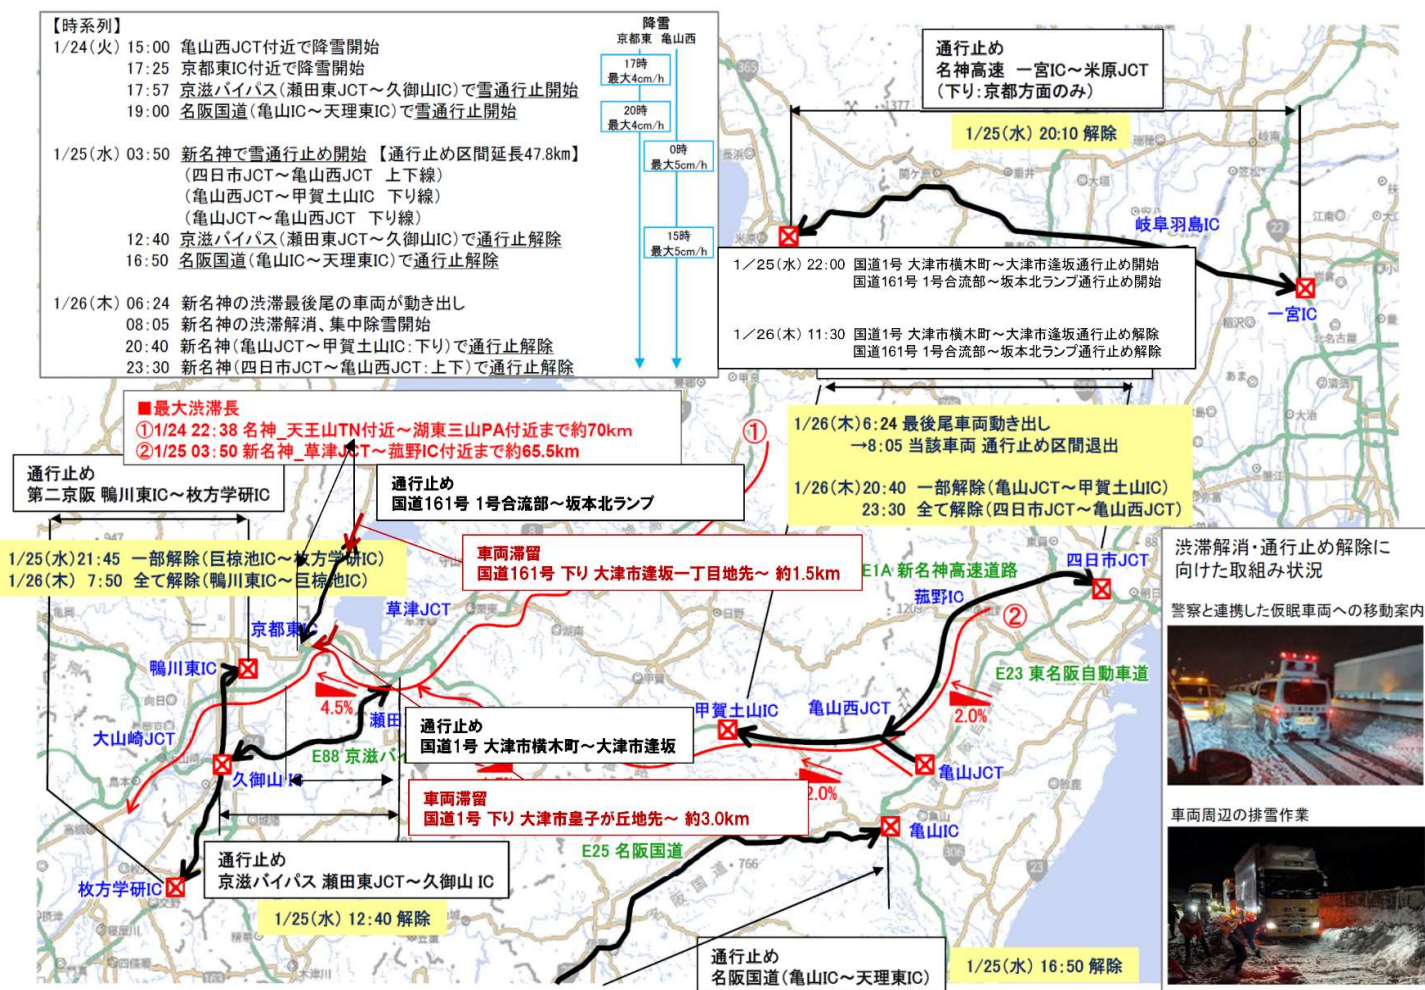 【時系列】
1/24(火) 15:00 亀山西JCT付近で降雪開始
17:25 京都東IC付近で降雪開始
17:57 京滋バイパス(瀬田東JCT～久御山IC)で雪通行止開始
19:00 名阪国道(亀山IC～天理東IC)で雪通行止開始
1/25(水) 03:50 新名神で雪通行止め開始 【通行止め区間延長47.8km】
(四日市JCT～亀山西JCT 上下線)
(亀山西JCT～甲賀土山IC 下り線)
(亀山JCT～亀山西JCT 下り線)
12:40 京滋バイパス(瀬田東JCT～久御山IC)で通行止解除
16:50 名阪国道(亀山IC～天理東IC)で通行止解除
1/26(木) 06:24 新名神の渋滞最後尾の車両が動き出し
08:05 新名神の渋滞解消、集中除雪開始
20:40 新名神(亀山JCT～甲賀土山IC:下り)で通行止解除
23:30 新名神(四日市JCT～亀山西JCT:上下)で通行止解除
降雪
京都東 亀山西
17時
最大4cm/h
20時
最大4cm/h
0時
最大5cm/h
15時
最大5cm/h
通行止め
名神高速 一宮IC～米原JCT
(下り:京都方面のみ)
1/25(水) 20:10 解除
岐阜羽島IC
一宮IC
1／25(水) 22:00 国道1号 大津市横木町～大津市逢坂通行止め開始
国道161号 1号合流部～坂本北ランプ通行止め開始
1／26(木) 11:30 国道1号 大津市横木町～大津市逢坂通行止め解除
国道161号 1号合流部～坂本北ランプ通行止め解除
■最大渋滞長
①1/24 22:38 名神_天王山TN付近～湖東三山PA付近まで約70km
②1/25 03:50 新名神_草津JCT～菰野IC付近まで約65.5km
①
1/26(木)6:24 最後尾車両動き出し
→8:05 当該車両 通行止め区間退出
1/26(木)20:40 一部解除(亀山JCT～甲賀土山IC)
23:30 全て解除(四日市JCT～亀山西JCT)
通行止め
第二京阪 鴨川東IC～枚方学研IC
通行止め
国道161号 1号合流部～坂本北ランプ
1/25(水)21:45 一部解除(巨椋池IC～枚方学研IC)
1/26(木) 7:50 全て解除(鴨川東IC～巨椋池IC)
車両滞留
国道161号 下り 大津市逢坂一丁目地先～ 約1.5km
E1A 新名神高速道路
四日市JCT
菰野IC
②
草津JCT
京都東IC
鴨川東IC
大山崎JCT
4.5%
瀬田
E88 京滋バイ
久御山 IC
枚方学研IC
通行止め
国道1号 大津市横木町～大津市逢坂
車両滞留
国道1号 下り 大津市皇子が丘地先～ 約3.0km
甲賀土山IC
亀山西JCT
E23 東名阪自動車道
2.0%
亀山JCT
2.0%
亀山IC
E25 名阪国道
通行止め
京滋バイパス 瀬田東JCT～久御山 IC
1/25(水) 12:40 解除
通行止め
名阪国道(亀山IC～天理東IC)
1/25(水) 16:50 解除
渋滞解消・通行止め解除に
向けた取組み状況
警察と連携した仮眠車両への移動案内
車両周辺の排雪作業